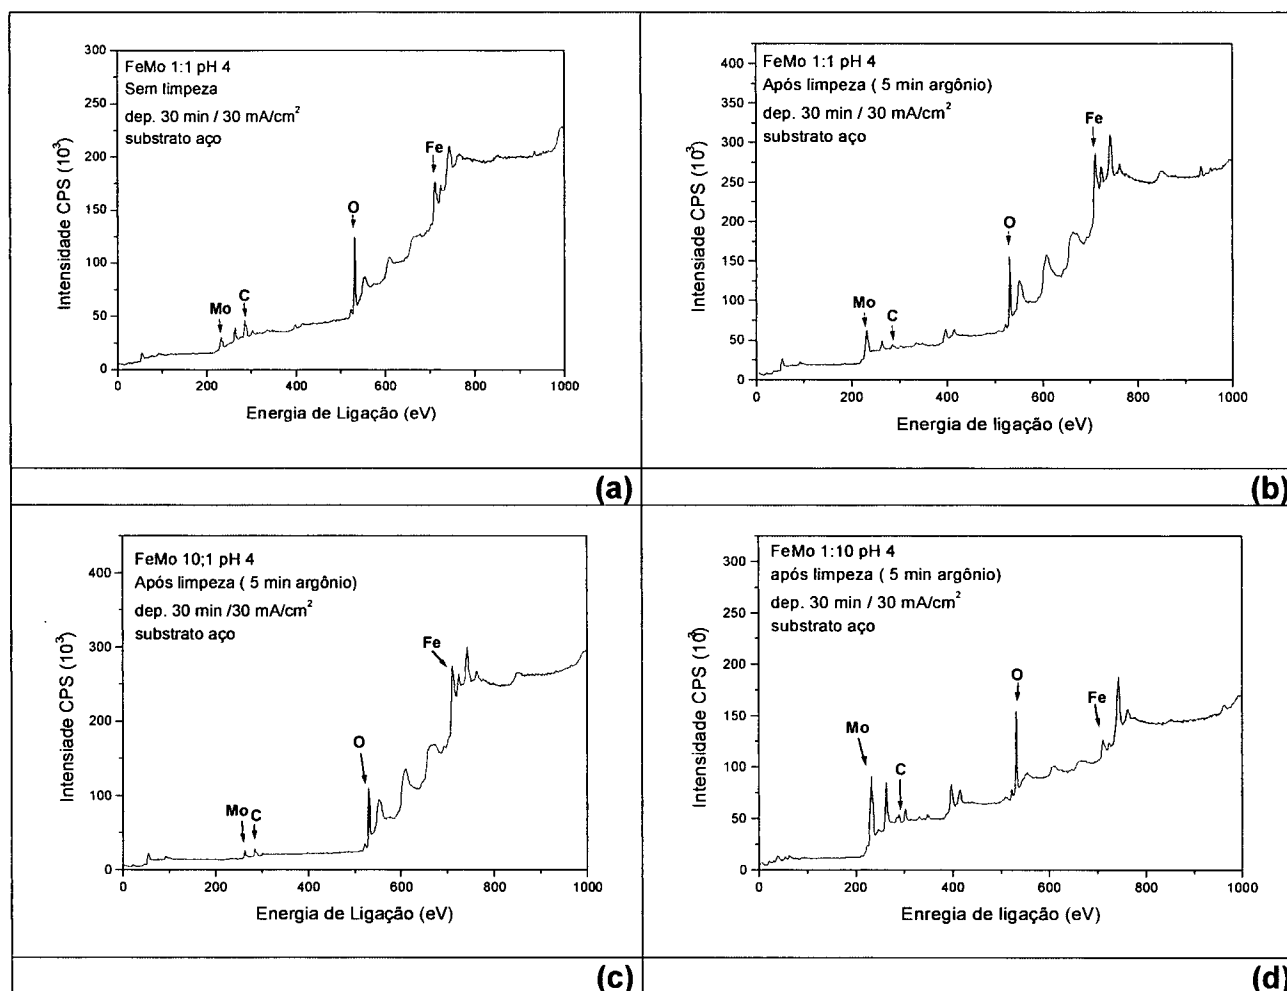 FeMo 1:1 pH 4
Sem limpeza
dep. 30 min / 30 mA/cm²
substrato aço
Intensidade CPS (10³)
300
250
200
150
100
50
0
Mo
C
O
Fe
0 200 400 600 800 1000
Energia de Ligação (eV)
(a)
FeMo 1:1 pH 4
Após limpeza ( 5 min argônio)
dep. 30 min / 30 mA/cm²
substrato aço
Intensiade CPS (10³)
400
350
300
250
200
150
100
50
0
Mo
C
O
Fe
0 200 400 600 800 1000
Energia de ligação (eV)
(b)
FeMo 10;1 pH 4
Após limpeza ( 5 min argônio)
dep. 30 min /30 mA/cm²
substrato aço
Intensiade CPS (10³)
400
300
200
100
0
Mo C
O
Fe
0 200 400 600 800 1000
Energia de Ligação (eV)
(c)
FeMo 1:10 pH 4
após limpeza ( 5 min argônio)
dep. 30 min / 30 mA/cm²
substrato aço
Intensidade CPS (10³)
300
250
200
150
100
50
0
Mo
C
O
Fe
0 200 400 600 800 1000
Enregia de ligação (eV)
(d)